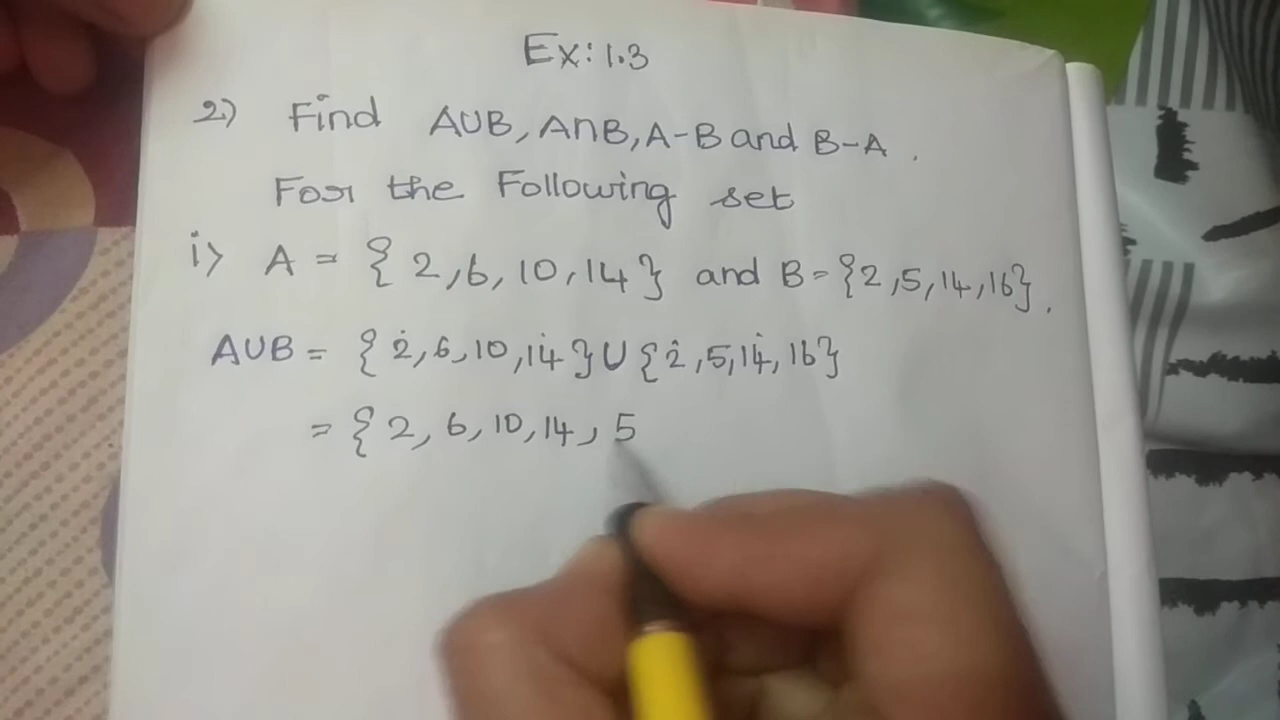 Ex: 1.3
2) Find A∪B, A∩B, A-B and B-A.
For the Following set
i) A = { 2, 6, 10, 14 } and B = {2, 5, 14, 16}.
A∪B = { 2, 6, 10, 14 } ∪ { 2, 5, 14, 16}
= { 2, 6, 10, 14, 5